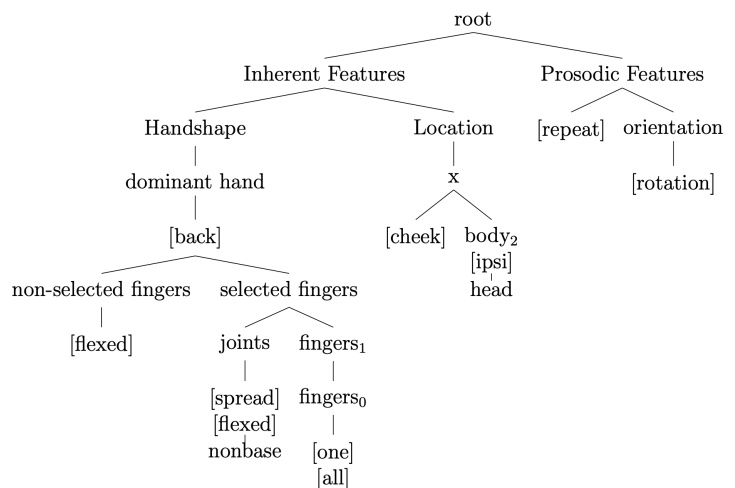 root
Inherent Features Prosodic Features
Handshape Location [repeat] orientation
dominant hand x [rotation]
[back] [cheek] body₂
[ipsi]
non-selected fingers selected fingers head
[flexed] joints fingers₁
[spread] fingers₀
[flexed]
nonbase [one]
[all]